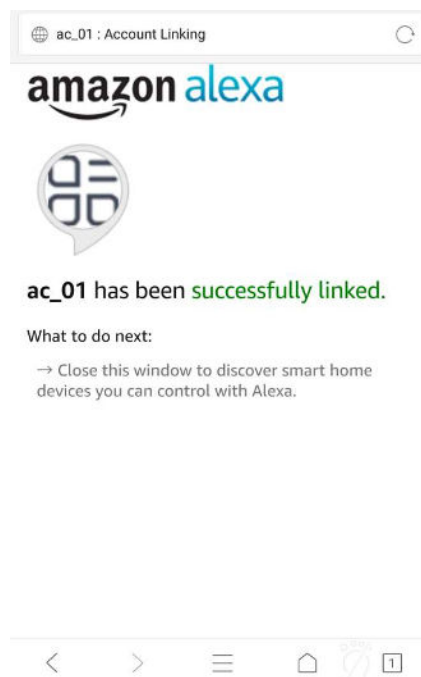 ac_01 : Account Linking
amazon alexa
ac_01 has been successfully linked.
What to do next:
→ Close this window to discover smart home
devices you can control with Alexa.
1